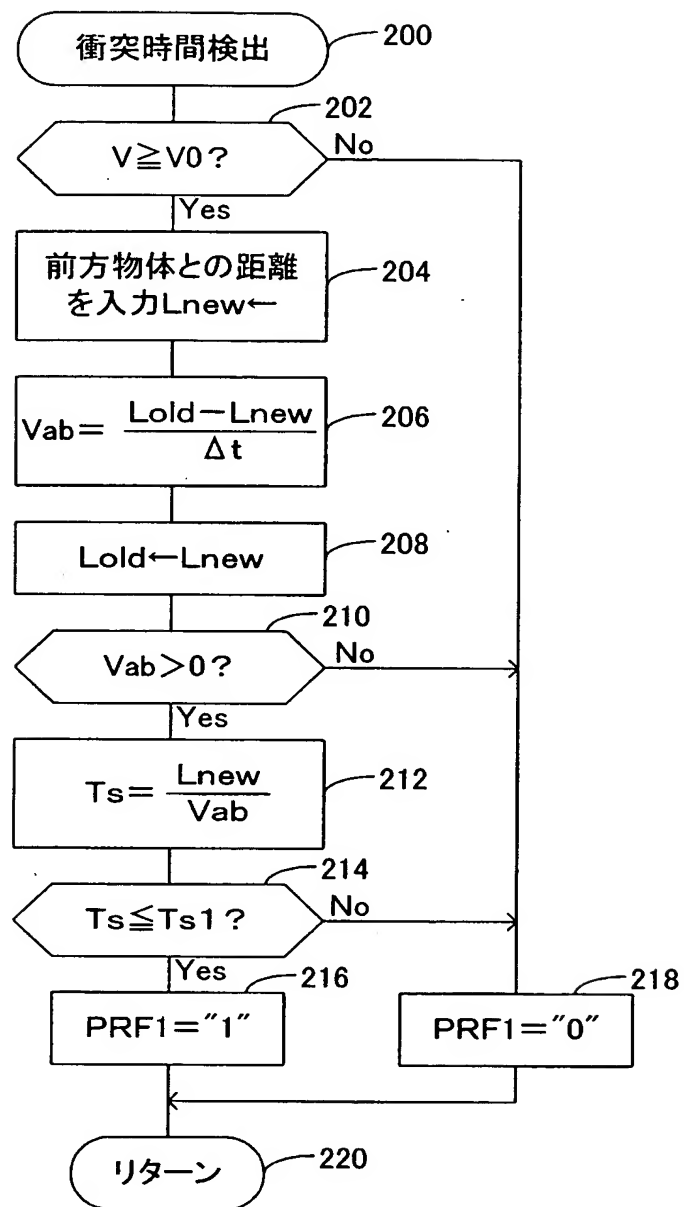 衝突時間検出
200
202
V≧V0?
No
Yes
前方物体との距離
を入力Lnew←
204
Vab= Lold-Lnew
Δt
206
Lold←Lnew
208
210
Vab>0?
No
Yes
Ts= Lnew
Vab
212
214
Ts≦Ts1?
No
Yes
216
PRF1="1"
218
PRF1="0"
リターン
220